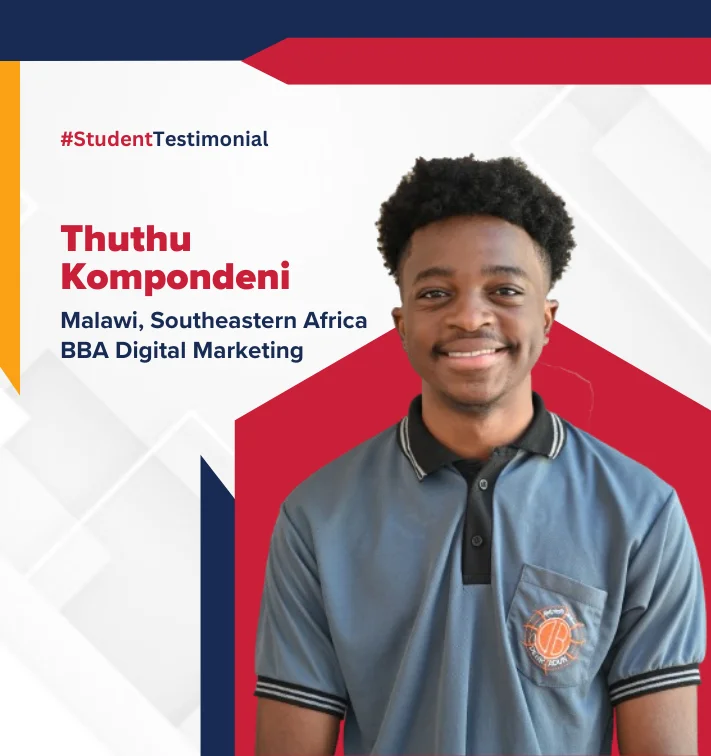 #StudentTestimonial
Thuthu
Kompondeni
Malawi, Southeastern Africa
BBA Digital Marketing